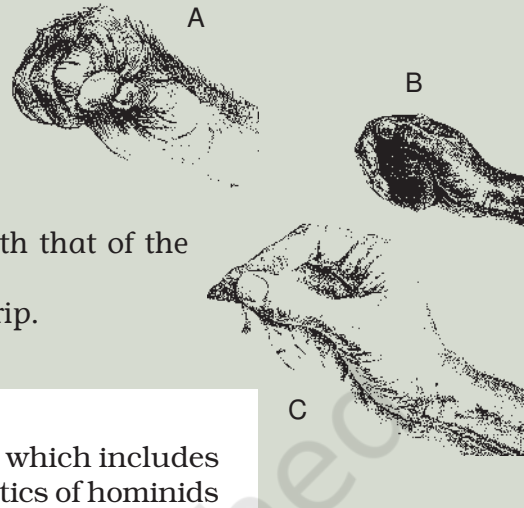 A
B
th that of the
rip.
C
which includes
tics of hominids